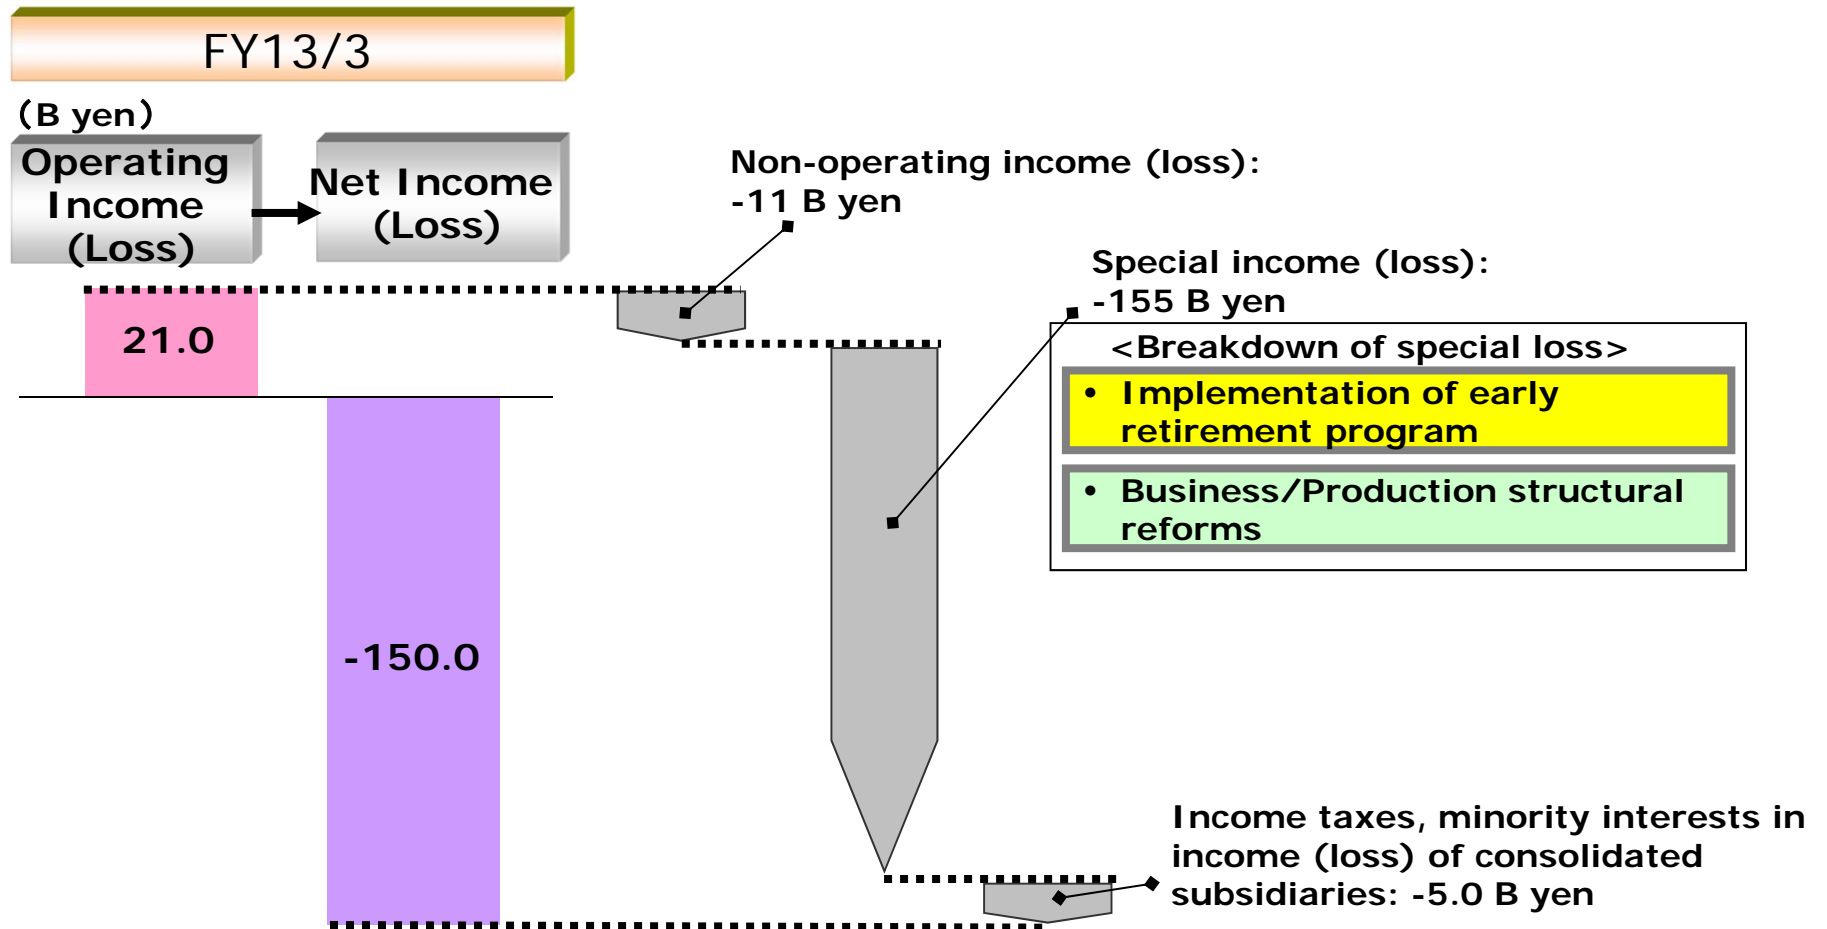 FY13/3
(B yen)
Operating
Income
(Loss)
Net Income
(Loss)
Non-operating income (loss):
-11 B yen
Special income (loss):
-155 B yen
<Breakdown of special loss>
• Implementation of early
retirement program
• Business/Production structural
reforms
21.0
-150.0
Income taxes, minority interests in
income (loss) of consolidated
subsidiaries: -5.0 B yen